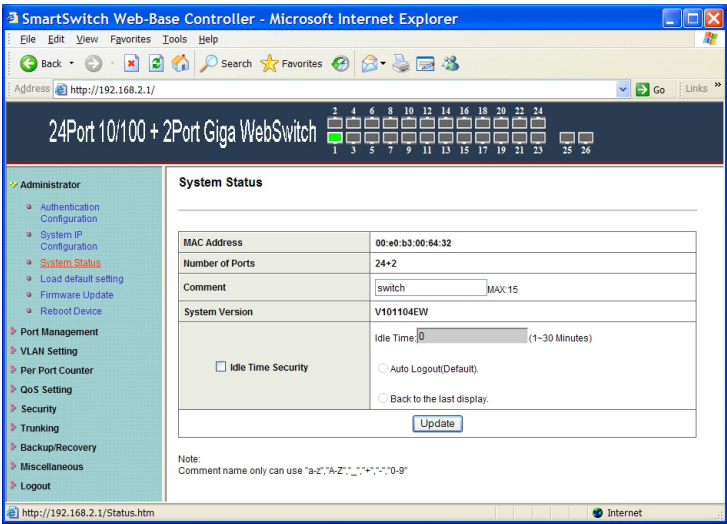 SmartSwitch Web-Base Controller - Microsoft Internet Explorer
File Edit View Favorites Tools Help
Back Search Favorites
Address http://192.168.2.1/ Go Links »
24Port 10/100 + 2Port Giga WebSwitch
2 4 6 8 10 12 14 16 18 20 22 24
1 3 5 7 9 11 13 15 17 19 21 23 25 26
Administrator
Authentication
Configuration
System IP
Configuration
System Status
Load default setting
Firmware Update
Reboot Device
Port Management
VLAN Setting
Per Port Counter
QoS Setting
Security
Trunking
Backup/Recovery
Miscellaneous
Logout
System Status
MAC Address 00:e0:b3:00:64:32
Number of Ports 24+2
Comment switch MAX:15
System Version V101104EW
Idle Time Security
Idle Time:0 (1~30 Minutes)
Auto Logout(Default).
Back to the last display.
Update
Note:
Comment name only can use "a-z","A-Z","_","+","-","0-9"
http://192.168.2.1/Status.htm Internet